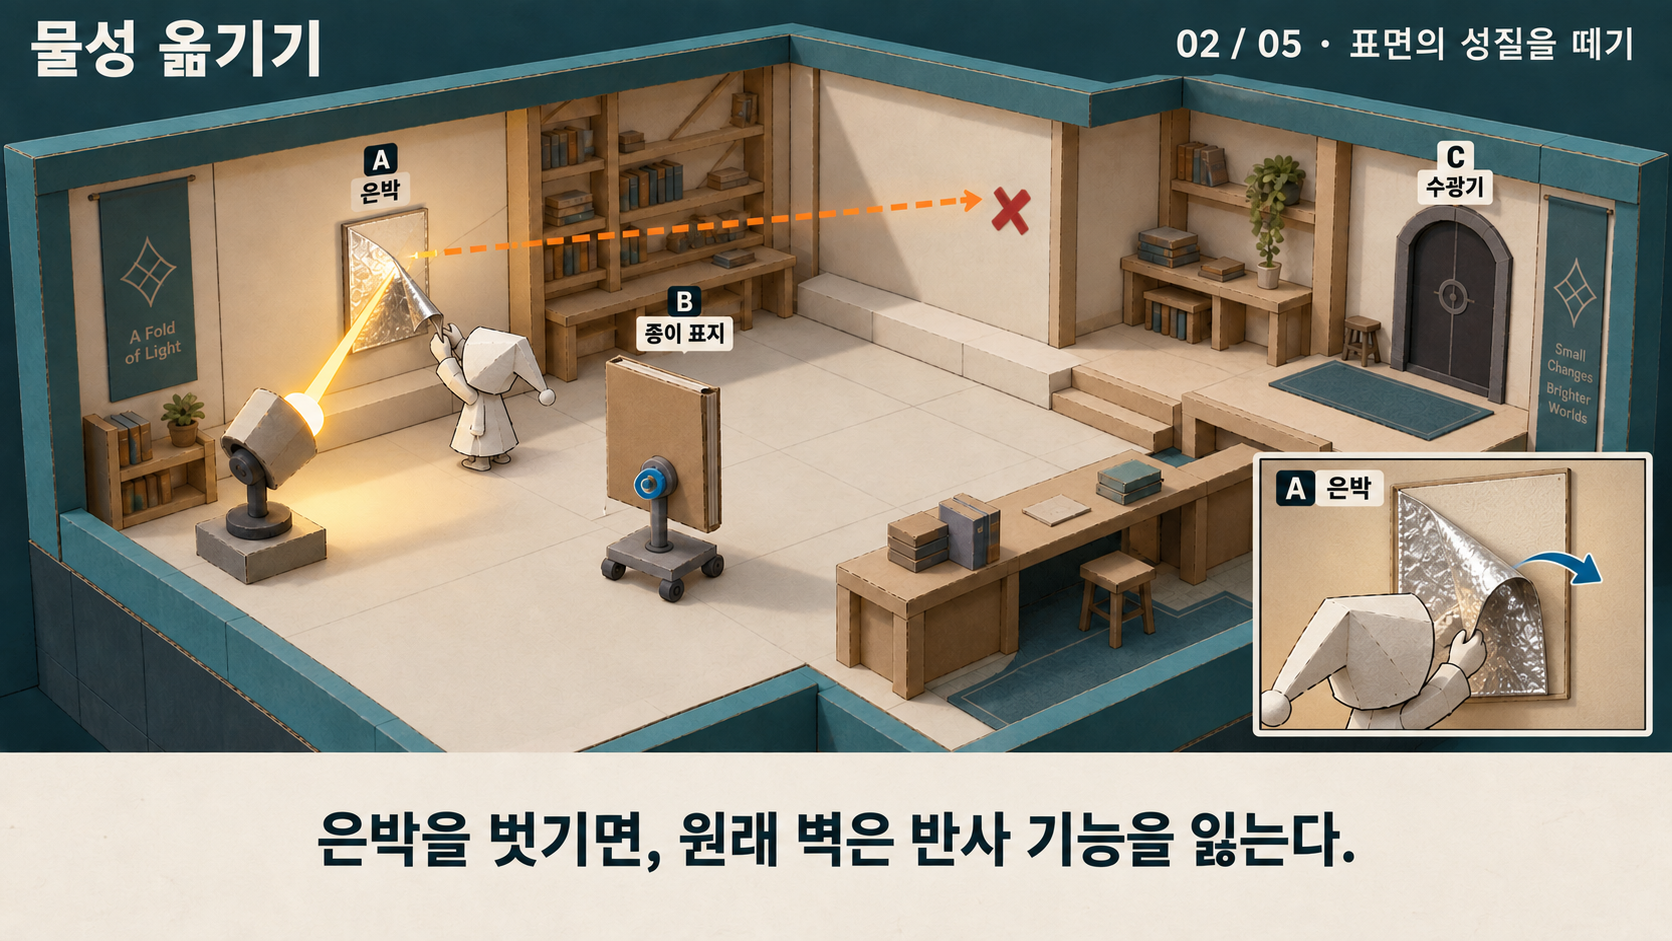 물성 옮기기
02 / 05 · 표면의 성질을 떼기
A
은박
B
종이 표지
C
수광기
A Fold
of Light
Small
Changes
Brighter
Worlds
A 은박
은박을 벗기면, 원래 벽은 반사 기능을 잃는다.